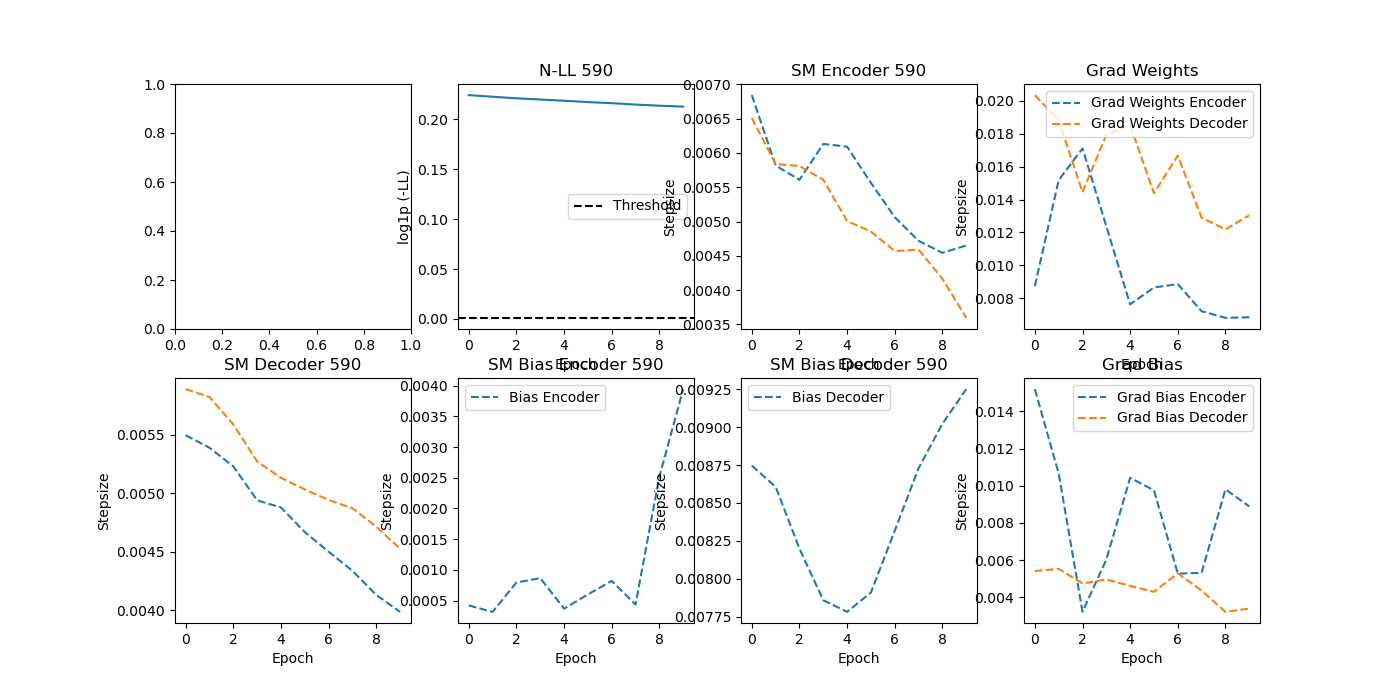 1.0
0.8
0.6
0.4
0.2
0.0
0.0 0.2 0.4 0.6 0.8 1.0
N-LL 590
log1p (-LL)
0.20
0.15
0.10
0.05
0.00
Threshold
0 2 4 6 8
Epoch
SM Encoder 590
Stepsize
0.0070
0.0065
0.0060
0.0055
0.0050
0.0045
0.0040
0.0035
0 2 4 6 8
Epoch
Grad Weights
Stepsize
0.020
0.018
0.016
0.014
0.012
0.010
0.008
Grad Weights Encoder
Grad Weights Decoder
0 2 4 6 8
Epoch
SM Decoder 590
Stepsize
0.0055
0.0050
0.0045
0.0040
0 2 4 6 8
Epoch
SM Bias Encoder 590
Stepsize
0.0040
0.0035
0.0030
0.0025
0.0020
0.0015
0.0010
0.0005
Bias Encoder
0 2 4 6 8
Epoch
SM Bias Decoder 590
Stepsize
0.00925
0.00900
0.00875
0.00850
0.00825
0.00800
0.00775
Bias Decoder
0 2 4 6 8
Epoch
Grad Bias
Stepsize
0.014
0.012
0.010
0.008
0.006
0.004
Grad Bias Encoder
Grad Bias Decoder
0 2 4 6 8
Epoch